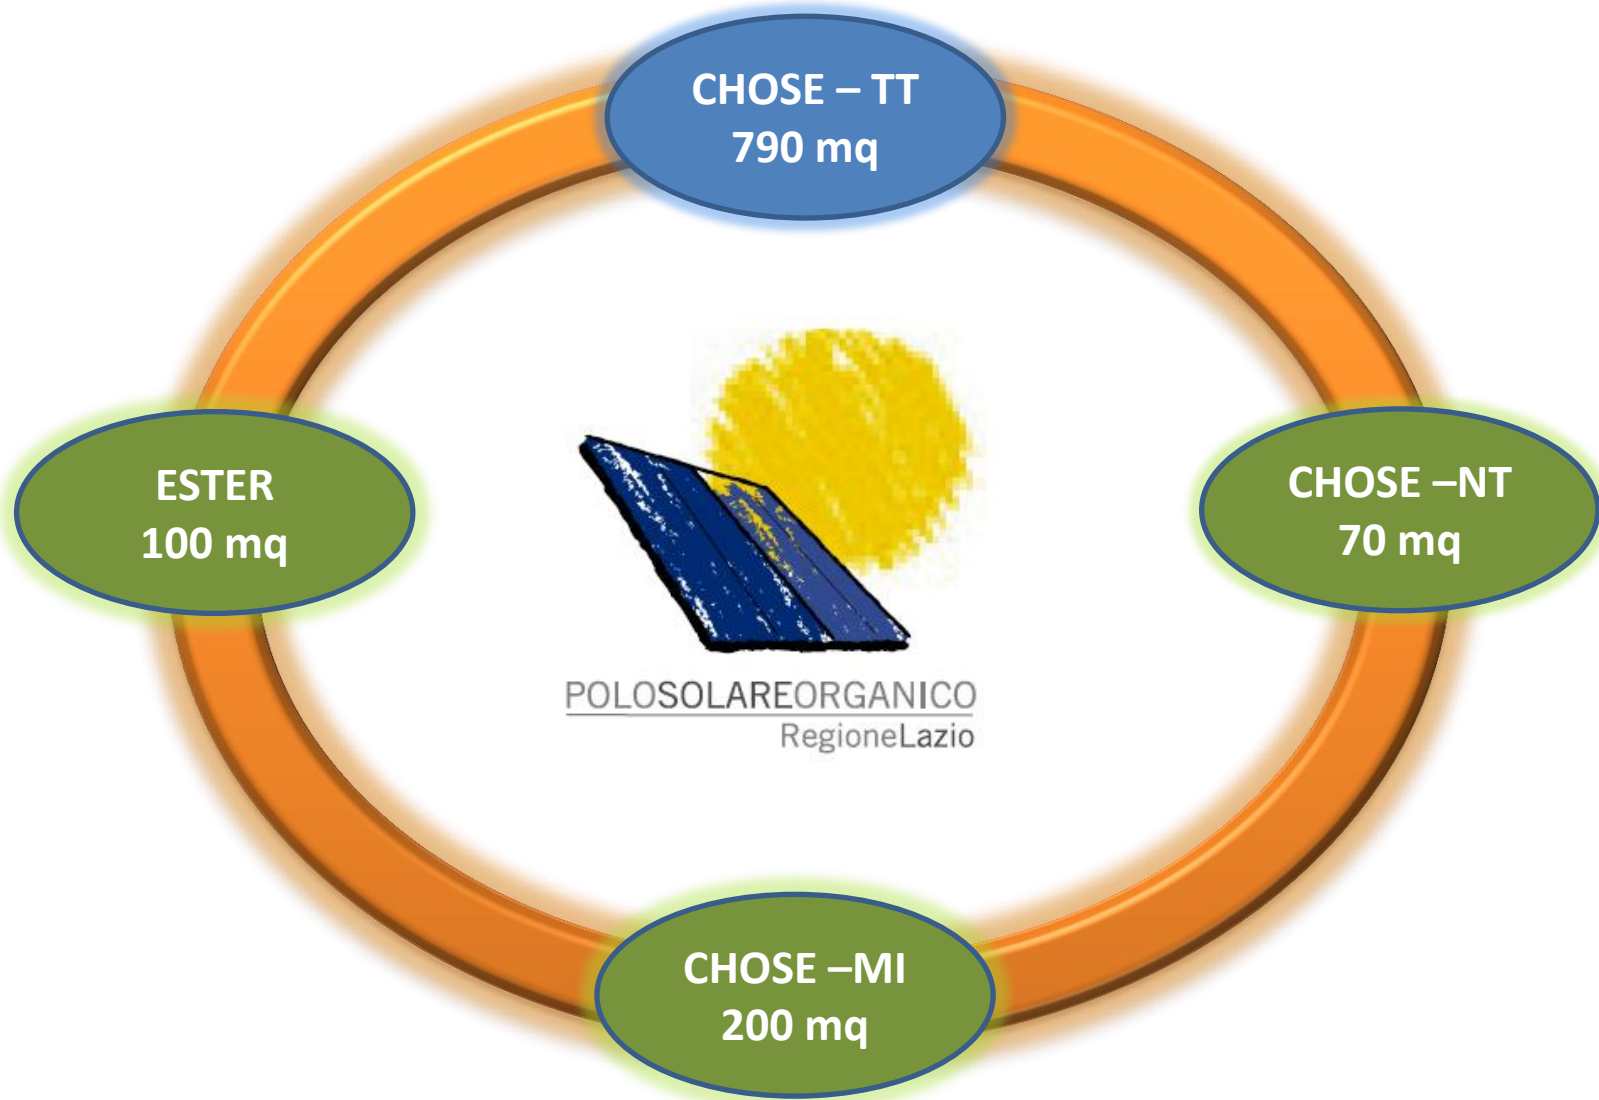 CHOSE – TT
790 mq
ESTER
100 mq
CHOSE –NT
70 mq
POLOSOLAREORGANICO
RegioneLazio
CHOSE –MI
200 mq